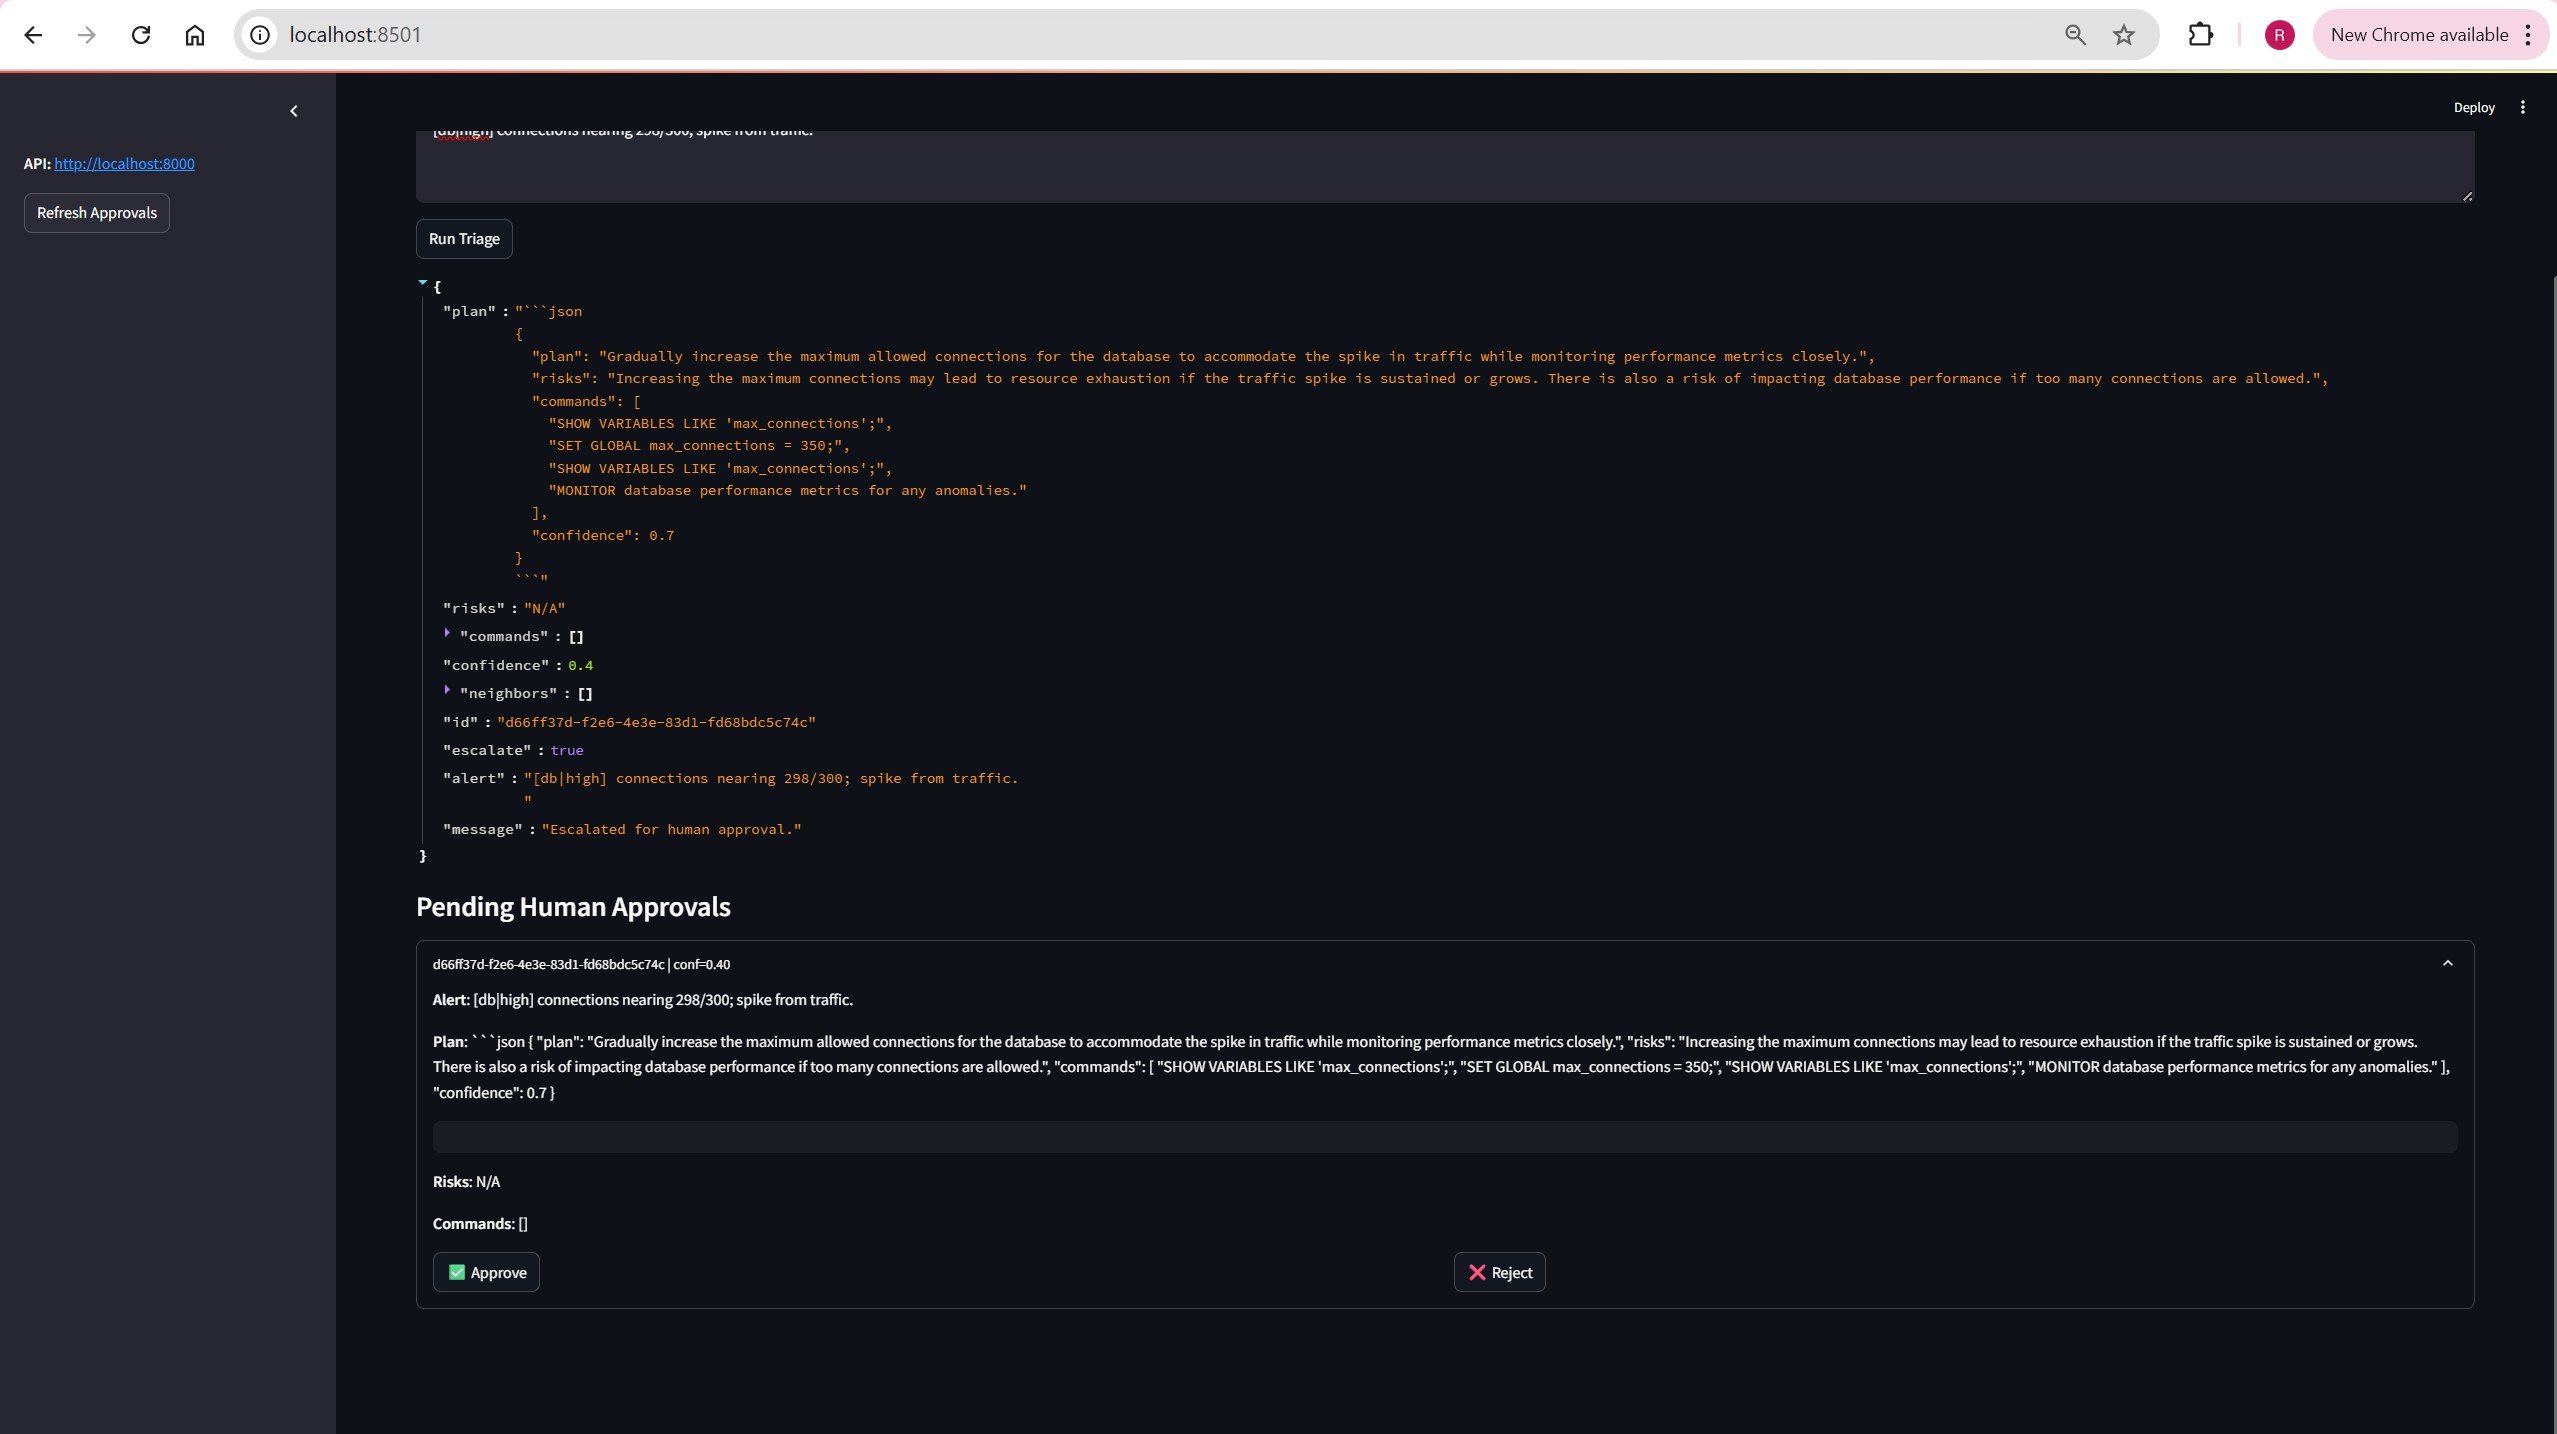 localhost:8501
R
New Chrome available
Deploy
API: http://localhost:8000
Refresh Approvals
[db|high] connections nearing 298/300; spike from traffic.
Run Triage
{
"plan" : "```json
{
"plan": "Gradually increase the maximum allowed connections for the database to accommodate the spike in traffic while monitoring performance metrics closely.",
"risks": "Increasing the maximum connections may lead to resource exhaustion if the traffic spike is sustained or grows. There is also a risk of impacting database performance if too many connections are allowed.",
"commands": [
"SHOW VARIABLES LIKE 'max_connections';",
"SET GLOBAL max_connections = 350;",
"SHOW VARIABLES LIKE 'max_connections';",
"MONITOR database performance metrics for any anomalies."
],
"confidence": 0.7
}
```"
"risks" : "N/A"
"commands" : []
"confidence" : 0.4
"neighbors" : []
"id" : "d66ff37d-f2e6-4e3e-83d1-fd68bdc5c74c"
"escalate" : true
"alert" : "[db|high] connections nearing 298/300; spike from traffic.
"
"message" : "Escalated for human approval."
}
Pending Human Approvals
d66ff37d-f2e6-4e3e-83d1-fd68bdc5c74c | conf=0.40
Alert: [db|high] connections nearing 298/300; spike from traffic.
Plan: ```json { "plan": "Gradually increase the maximum allowed connections for the database to accommodate the spike in traffic while monitoring performance metrics closely.", "risks": "Increasing the maximum connections may lead to resource exhaustion if the traffic spike is sustained or grows.
There is also a risk of impacting database performance if too many connections are allowed.", "commands": [ "SHOW VARIABLES LIKE 'max_connections';", "SET GLOBAL max_connections = 350;", "SHOW VARIABLES LIKE 'max_connections';", "MONITOR database performance metrics for any anomalies." ],
"confidence": 0.7 }
Risks: N/A
Commands: []
✅ Approve
❌ Reject